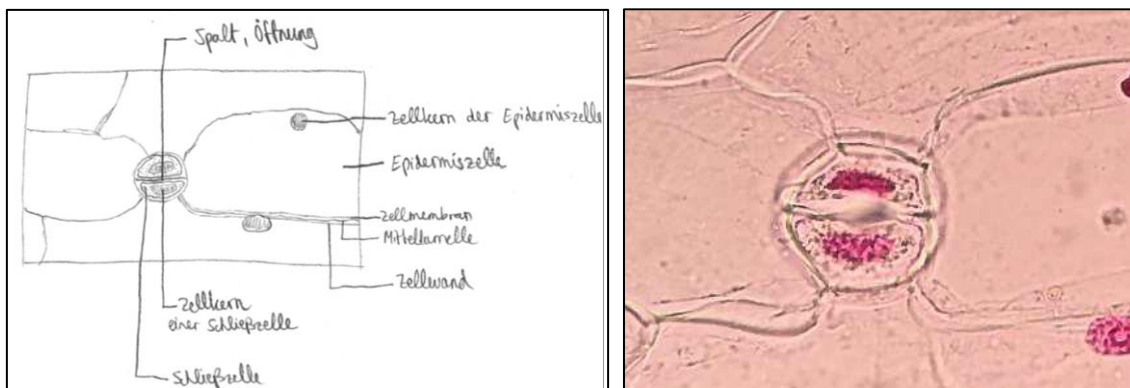 Spalt, Öffnung
Zellkern der Epidermiszelle
Epidermiszelle
Zellmembran
Mittellamelle
Zellwand
Zellkern
einer Schließzelle
Schließzelle